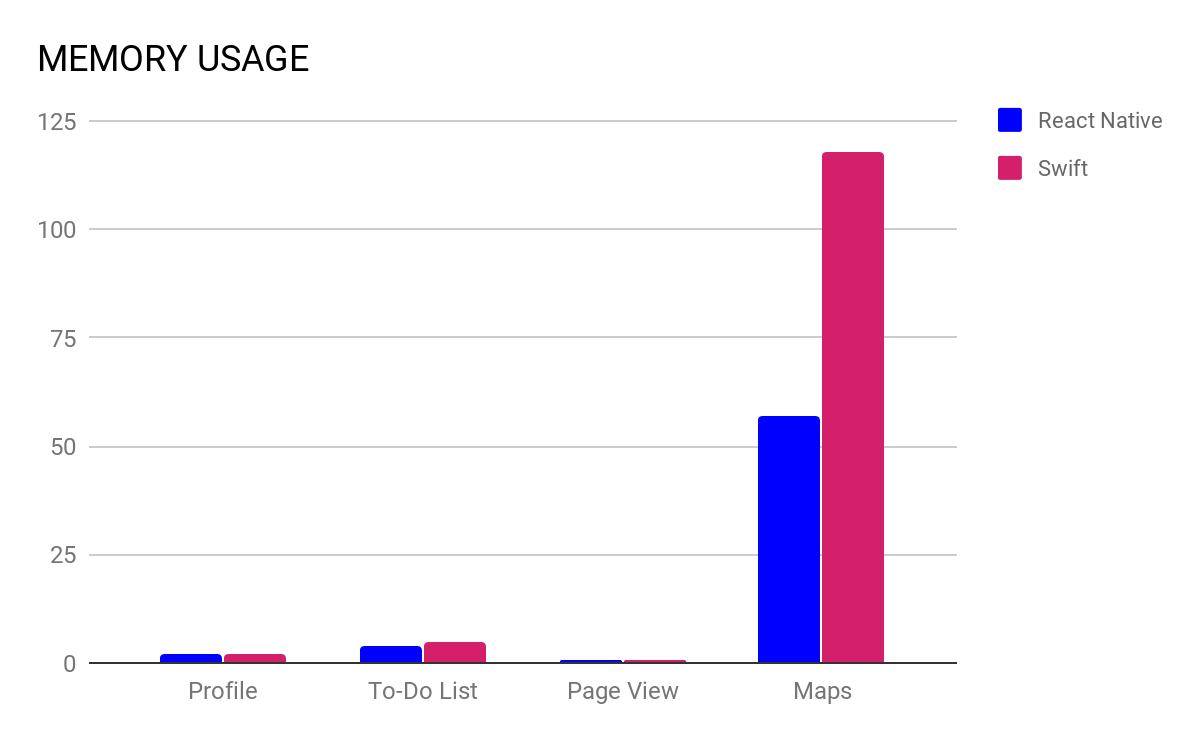 MEMORY USAGE
125
100
75
50
25
0
Profile
To-Do List
Page View
Maps
React Native
Swift